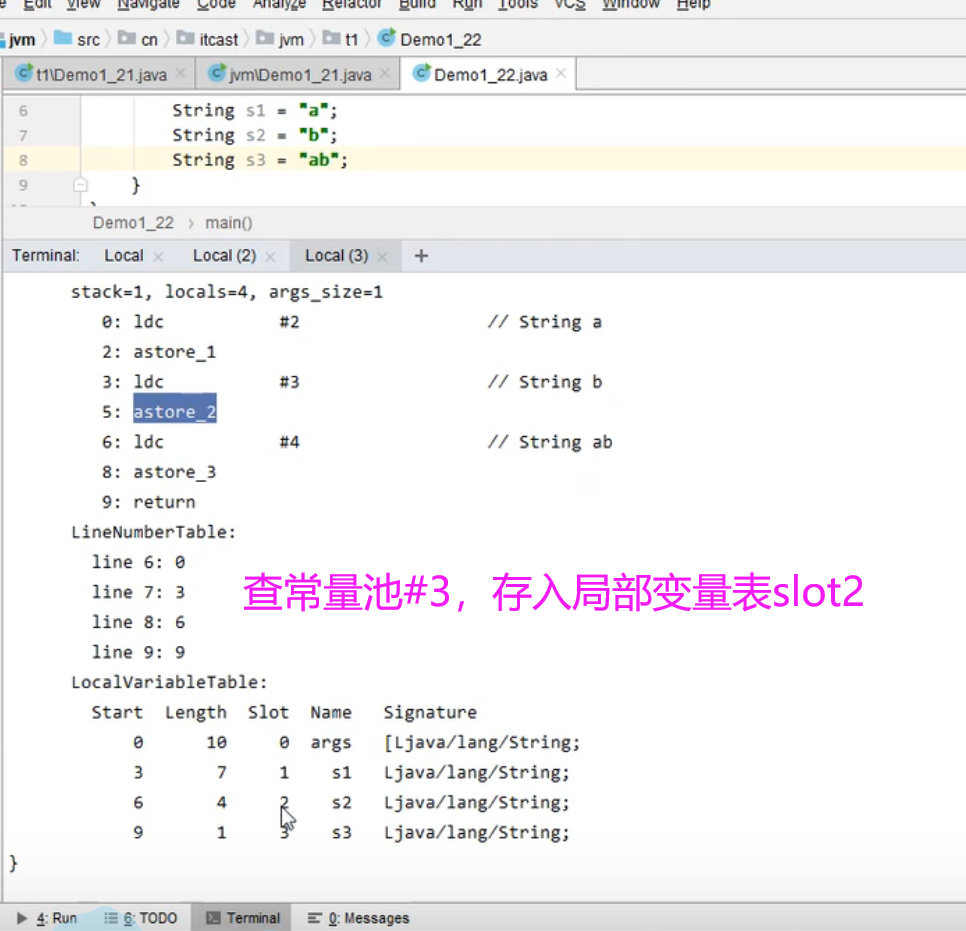 Edit View Navigate Code Analyze Refactor Build Run Tools VCS Window Help
jvm src cn itcast jvm t1 Demo1_22
t1\Demo1_21.java jvm\Demo1_21.java Demo1_22.java
6 String s1 = "a";
7 String s2 = "b";
8 String s3 = "ab";
9 }
Demo1_22 › main()
Terminal: Local Local (2) Local (3) +
stack=1, locals=4, args_size=1
0: ldc #2 // String a
2: astore_1
3: ldc #3 // String b
5: astore_2
6: ldc #4 // String ab
8: astore_3
9: return
LineNumberTable:
line 6: 0
line 7: 3
line 8: 6
line 9: 9
查常量池#3，存入局部变量表slot2
LocalVariableTable:
Start Length Slot Name Signature
0 10 0 args [Ljava/lang/String;
3 7 1 s1 Ljava/lang/String;
6 4 2 s2 Ljava/lang/String;
9 1 3 s3 Ljava/lang/String;
}
4: Run 6: TODO Terminal 0: Messages